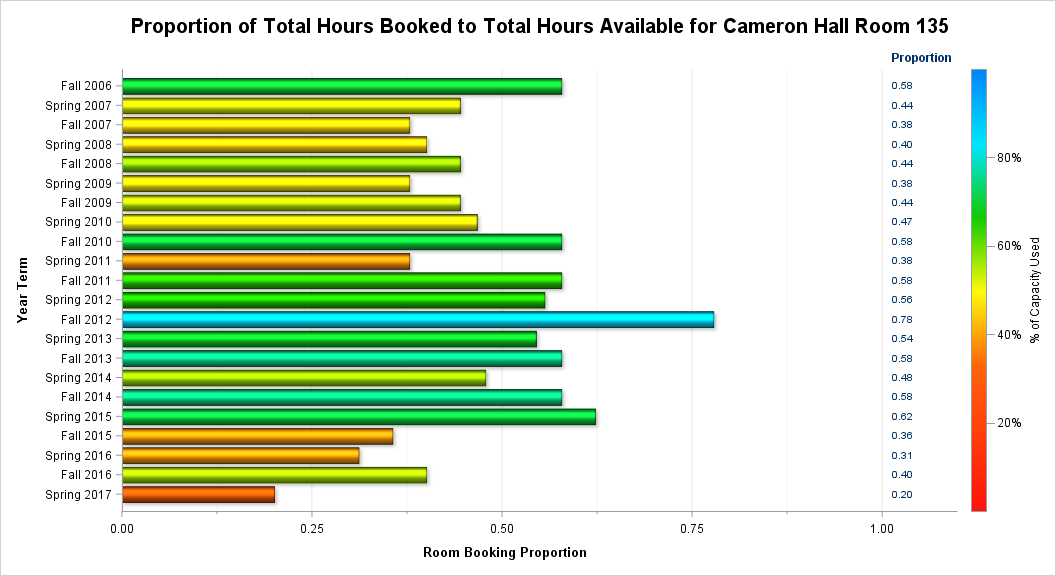 Proportion of Total Hours Booked to Total Hours Available for Cameron Hall Room 135
Proportion
Fall 2006 0.58
Spring 2007 0.44
Fall 2007 0.38
Spring 2008 0.40
Fall 2008 0.44
Spring 2009 0.38
Fall 2009 0.44
Spring 2010 0.47
Fall 2010 0.58
Spring 2011 0.38
Fall 2011 0.58
Spring 2012 0.56
Fall 2012 0.78
Spring 2013 0.54
Fall 2013 0.58
Spring 2014 0.48
Fall 2014 0.58
Spring 2015 0.62
Fall 2015 0.36
Spring 2016 0.31
Fall 2016 0.40
Spring 2017 0.20
Year Term
0.00 0.25 0.50 0.75 1.00
Room Booking Proportion
80%
60%
40%
20%
% of Capacity Used